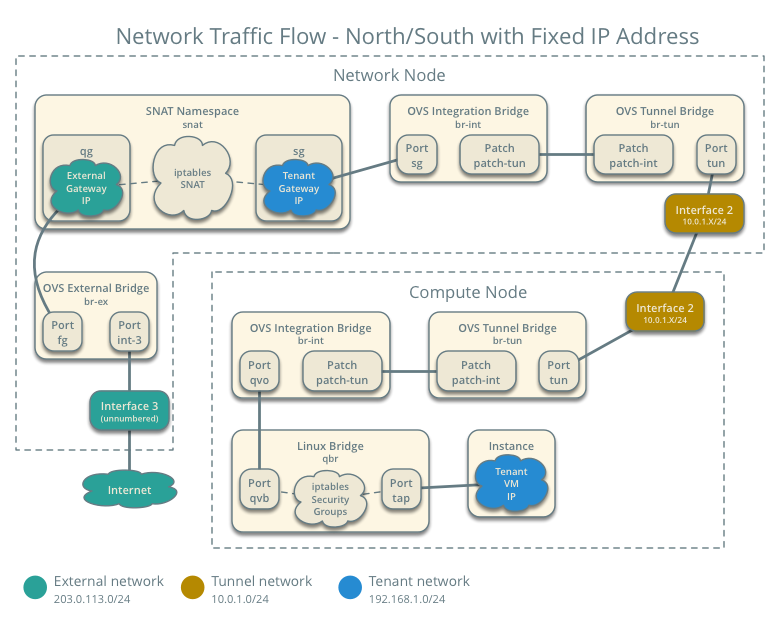 Network Traffic Flow - North/South with Fixed IP Address
Network Node
SNAT Namespace
snat
qg
External
Gateway
IP
iptables
SNAT
sg
Tenant
Gateway
IP
OVS Integration Bridge
br-int
Port
sg
Patch
patch-tun
OVS Tunnel Bridge
br-tun
Patch
patch-int
Port
tun
Interface 2
10.0.1.X/24
OVS External Bridge
br-ex
Port
fg
Port
int-3
Interface 3
(unnumbered)
Internet
Compute Node
Interface 2
10.0.1.X/24
OVS Integration Bridge
br-int
Port
qvo
Patch
patch-tun
OVS Tunnel Bridge
br-tun
Patch
patch-int
Port
tun
Linux Bridge
qbr
Port
qvb
iptables
Security
Groups
Port
tap
Instance
Tenant
VM
IP
External network
203.0.113.0/24
Tunnel network
10.0.1.0/24
Tenant network
192.168.1.0/24